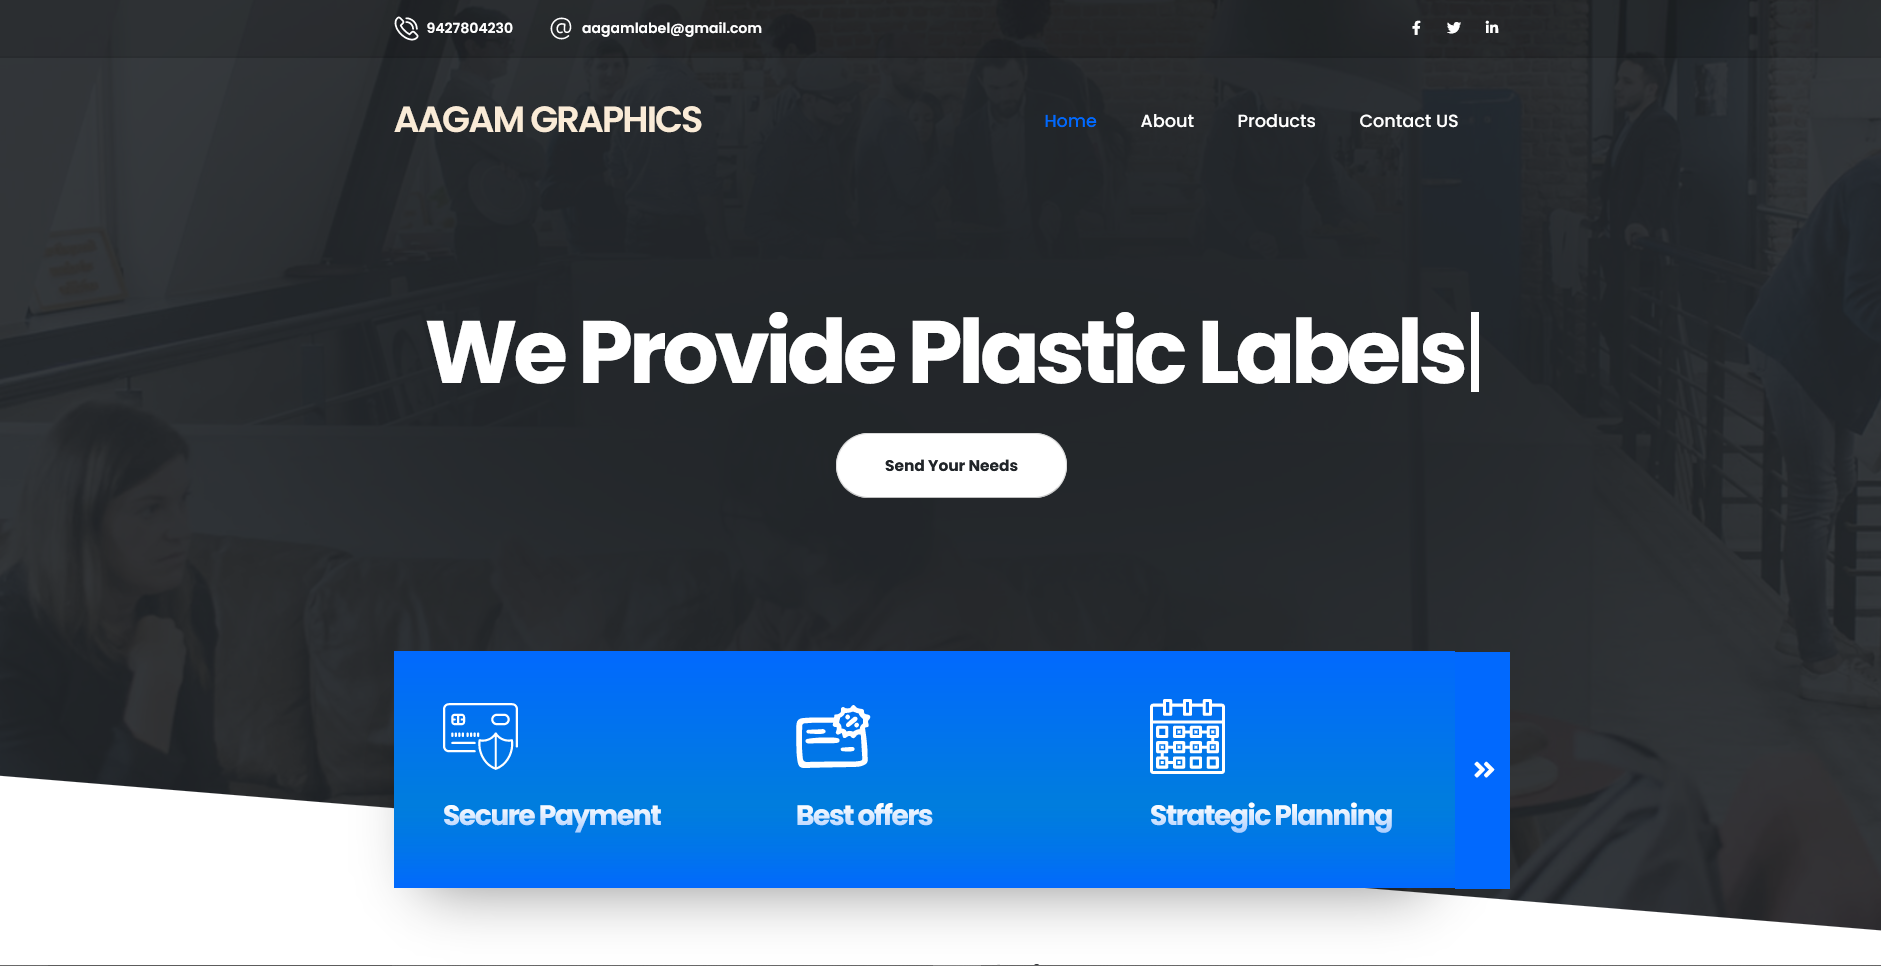 9427804230 aagamlabel@gmail.com
AAGAM GRAPHICS
Home About Products Contact US
We Provide Plastic Labels
Send Your Needs
Secure Payment Best offers Strategic Planning